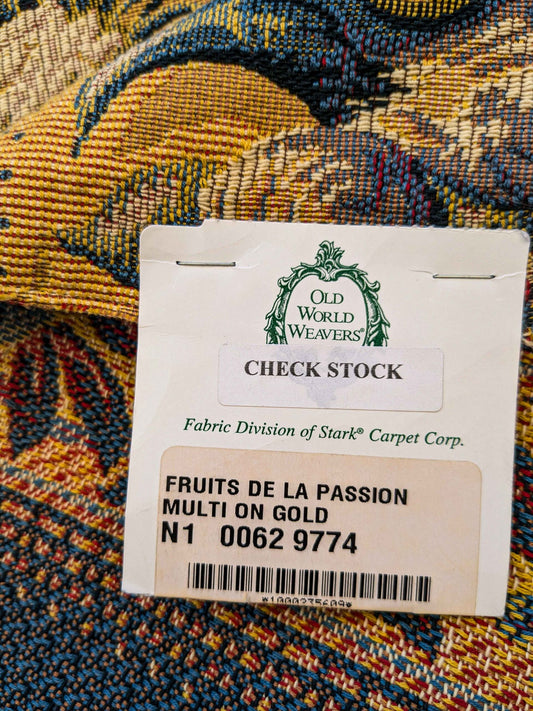 OLD
WORLD
WEAVERS®
CHECK STOCK
Fabric Division of Stark® Carpet Corp.
FRUITS DE LA PASSION
MULTI ON GOLD
N1 0062 9774